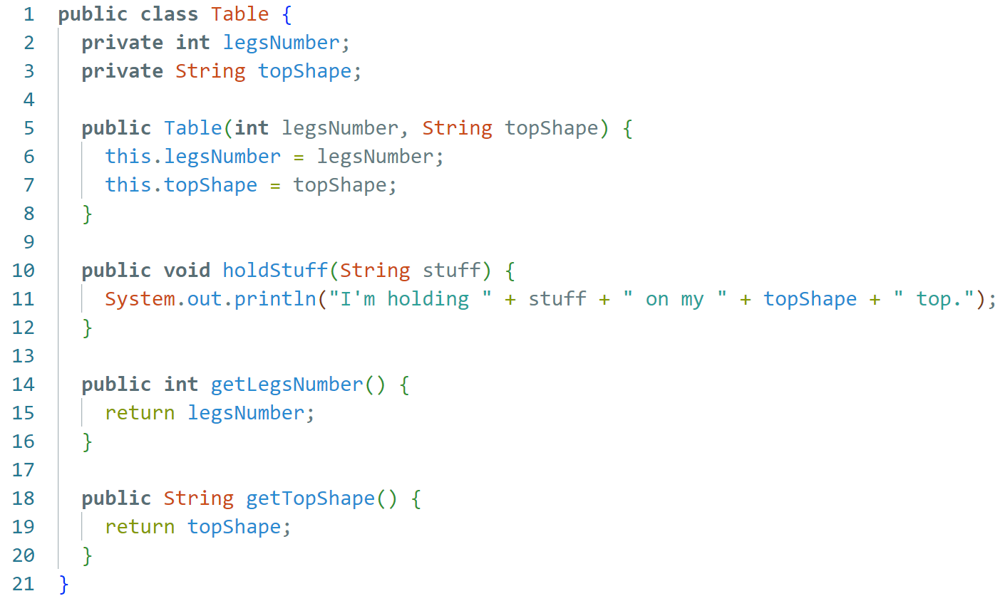 1 public class Table {
2   private int legsNumber;
3   private String topShape;
4
5   public Table(int legsNumber, String topShape) {
6     this.legsNumber = legsNumber;
7     this.topShape = topShape;
8   }
9
10   public void holdStuff(String stuff) {
11     System.out.println("I'm holding " + stuff + " on my " + topShape + " top.");
12   }
13
14   public int getLegsNumber() {
15     return legsNumber;
16   }
17
18   public String getTopShape() {
19     return topShape;
20   }
21 }